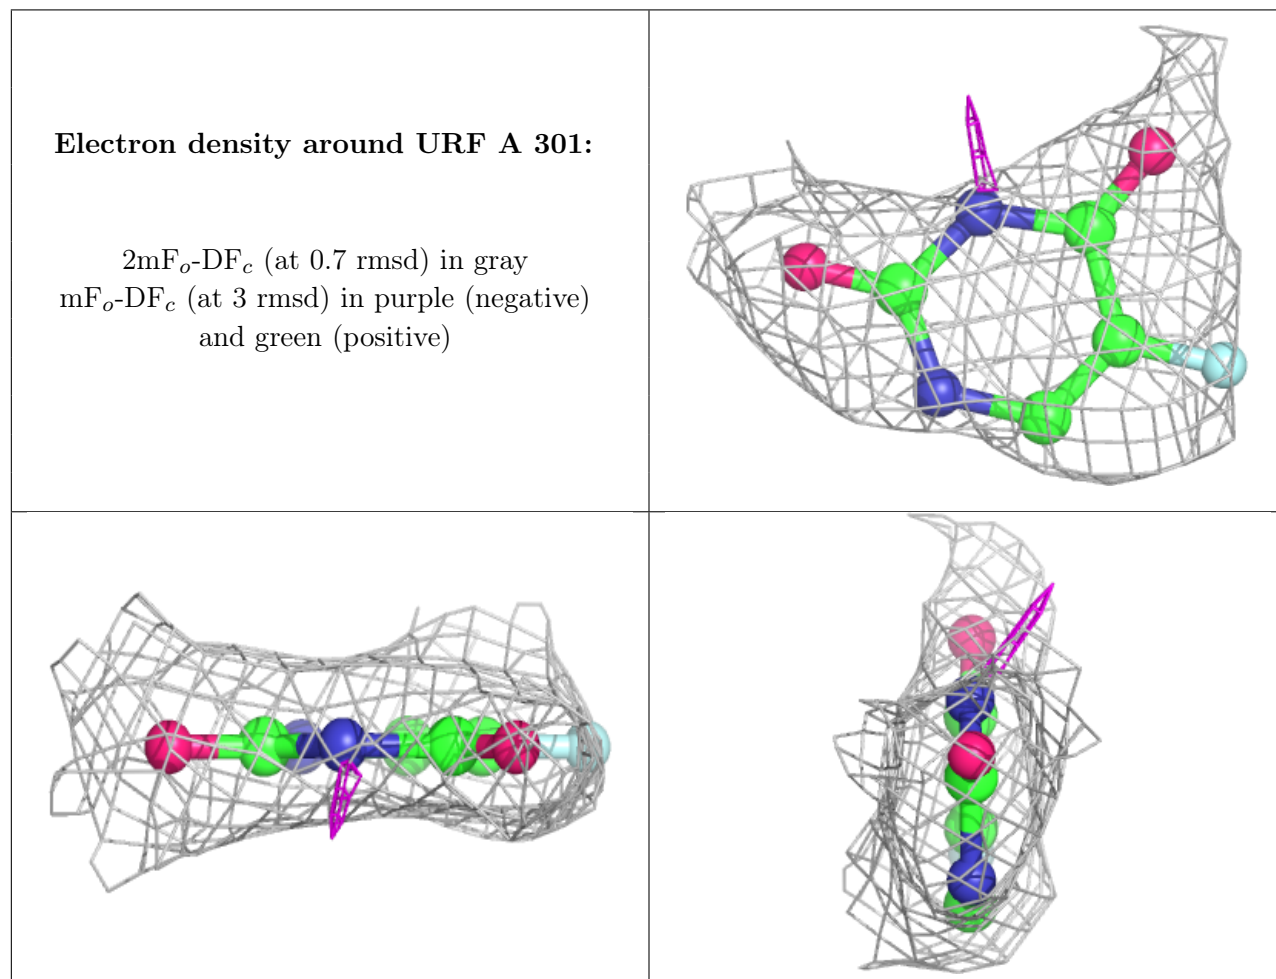 Electron density around URF A 301:
2mFo-DFc (at 0.7 rmsd) in gray
mFo-DFc (at 3 rmsd) in purple (negative)
and green (positive)